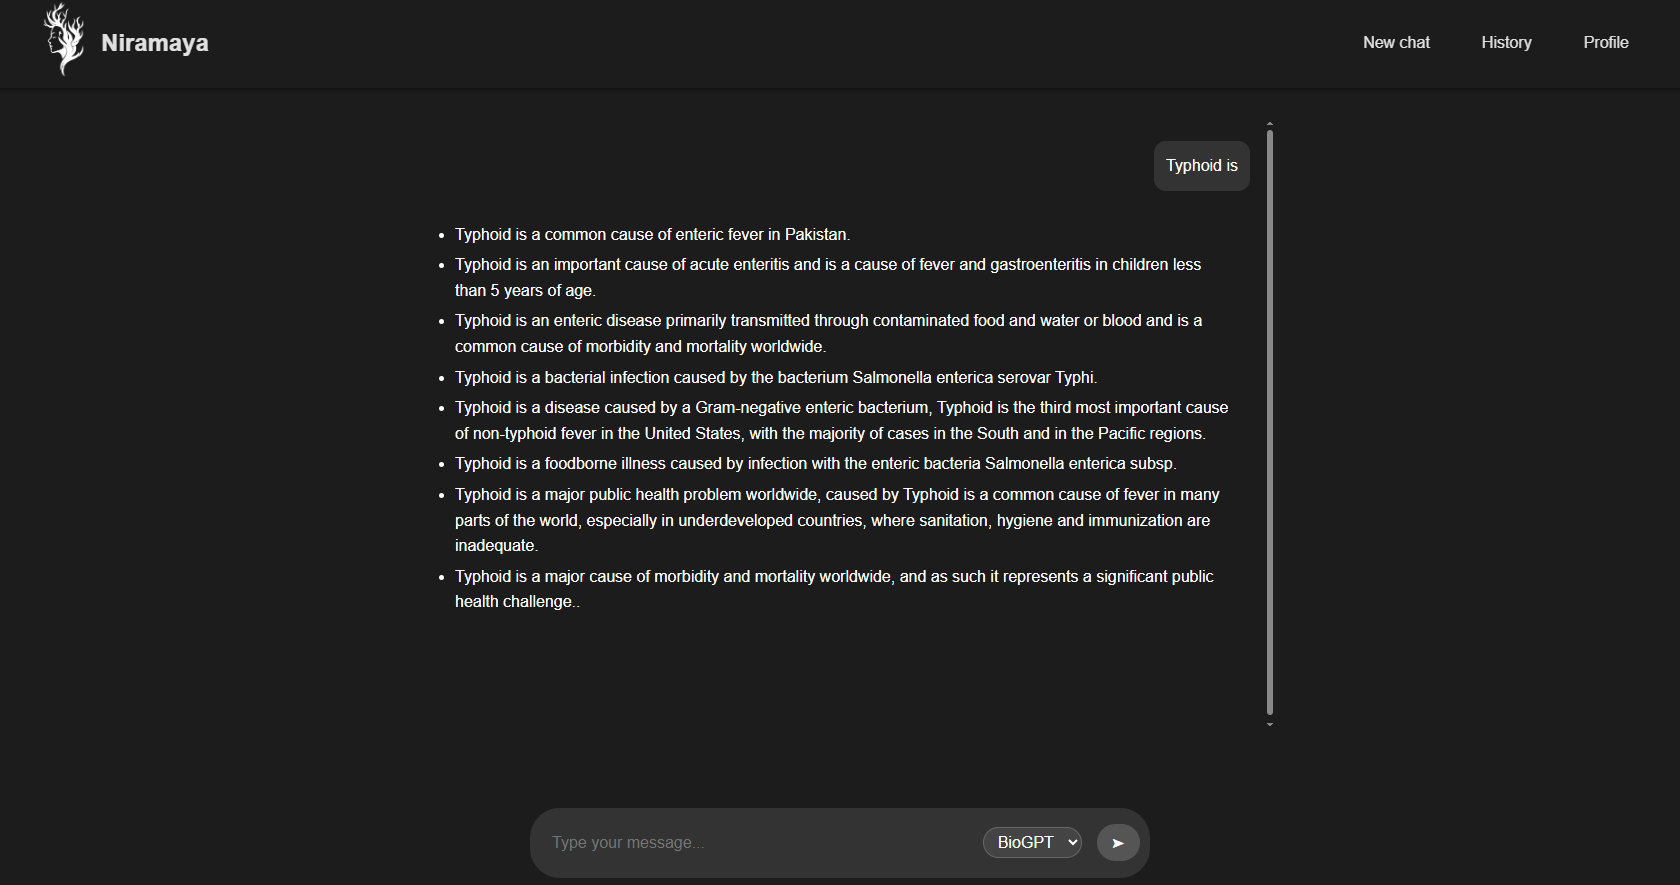 Niramaya
New chat
History
Profile
Typhoid is
• Typhoid is a common cause of enteric fever in Pakistan.
• Typhoid is an important cause of acute enteritis and is a cause of fever and gastroenteritis in children less
than 5 years of age.
• Typhoid is an enteric disease primarily transmitted through contaminated food and water or blood and is a
common cause of morbidity and mortality worldwide.
• Typhoid is a bacterial infection caused by the bacterium Salmonella enterica serovar Typhi.
• Typhoid is a disease caused by a Gram-negative enteric bacterium, Typhoid is the third most important cause
of non-typhoid fever in the United States, with the majority of cases in the South and in the Pacific regions.
• Typhoid is a foodborne illness caused by infection with the enteric bacteria Salmonella enterica subsp.
• Typhoid is a major public health problem worldwide, caused by Typhoid is a common cause of fever in many
parts of the world, especially in underdeveloped countries, where sanitation, hygiene and immunization are
inadequate.
• Typhoid is a major cause of morbidity and mortality worldwide, and as such it represents a significant public
health challenge..
Type your message...
BioGPT